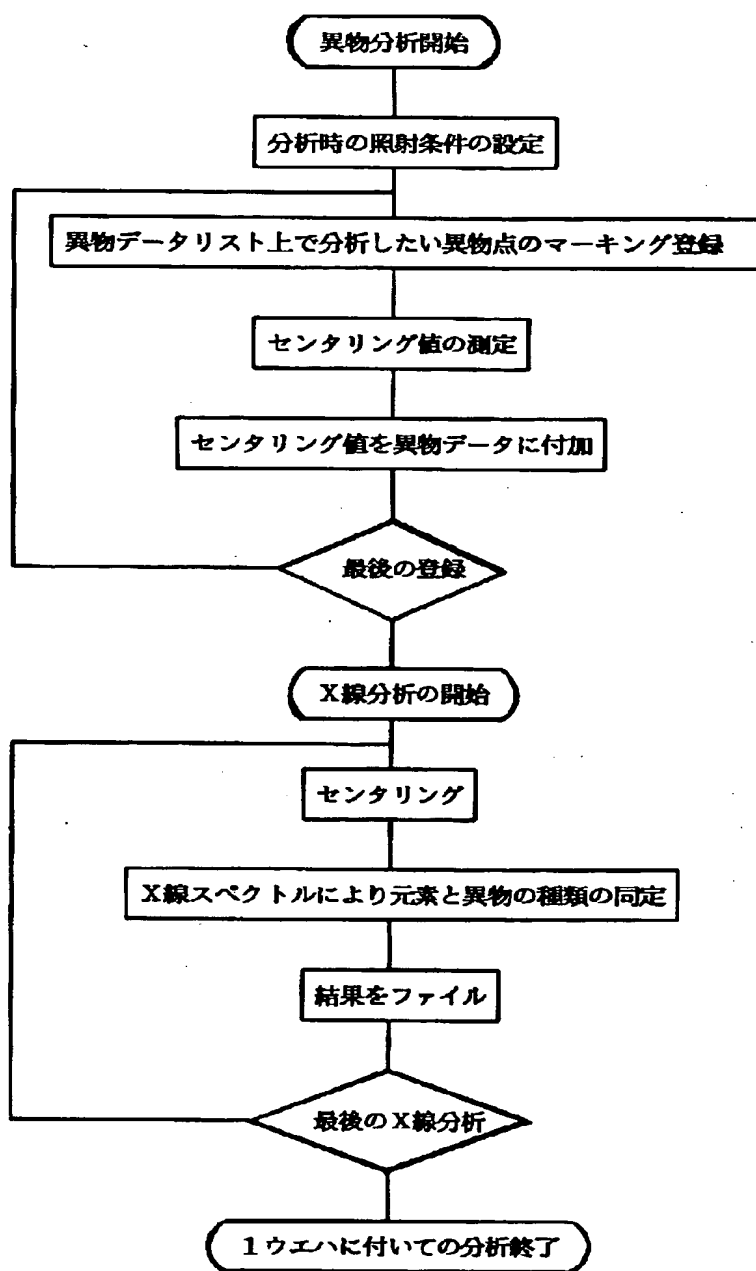 異物分析開始
分析時の照射条件の設定
異物データリスト上で分析したい異物点のマーキング登録
センタリング値の測定
センタリング値を異物データに付加
最後の登録
X線分析の開始
センタリング
X線スペクトルにより元素と異物の種類の同定
結果をファイル
最後のX線分析
1ウエハに付いての分析終了